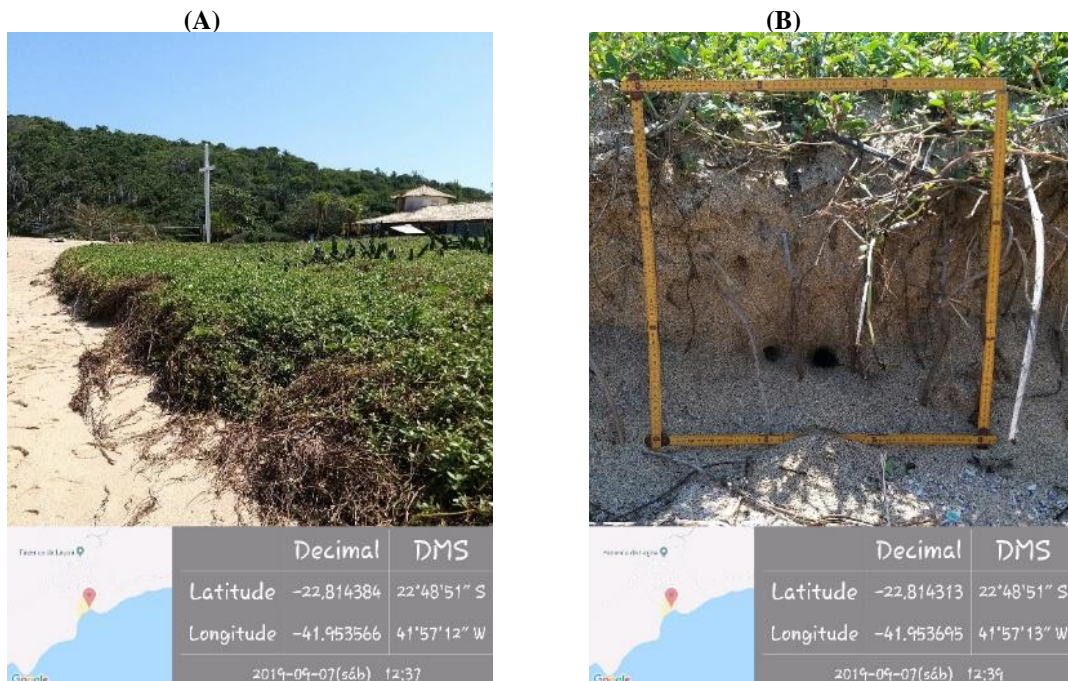 (A)
(B)
Decimal DMS
Latitude -22,814384 22°48'51" S
Longitude -41.953566 41°57'12" W
2019-09-07(sáb) 12:37
Google
Decimal DMS
Latitude -22,814313 22°48'51" S
Longitude -41.953695 41°57'13" W
2019-09-07(sáb) 12:39
Google